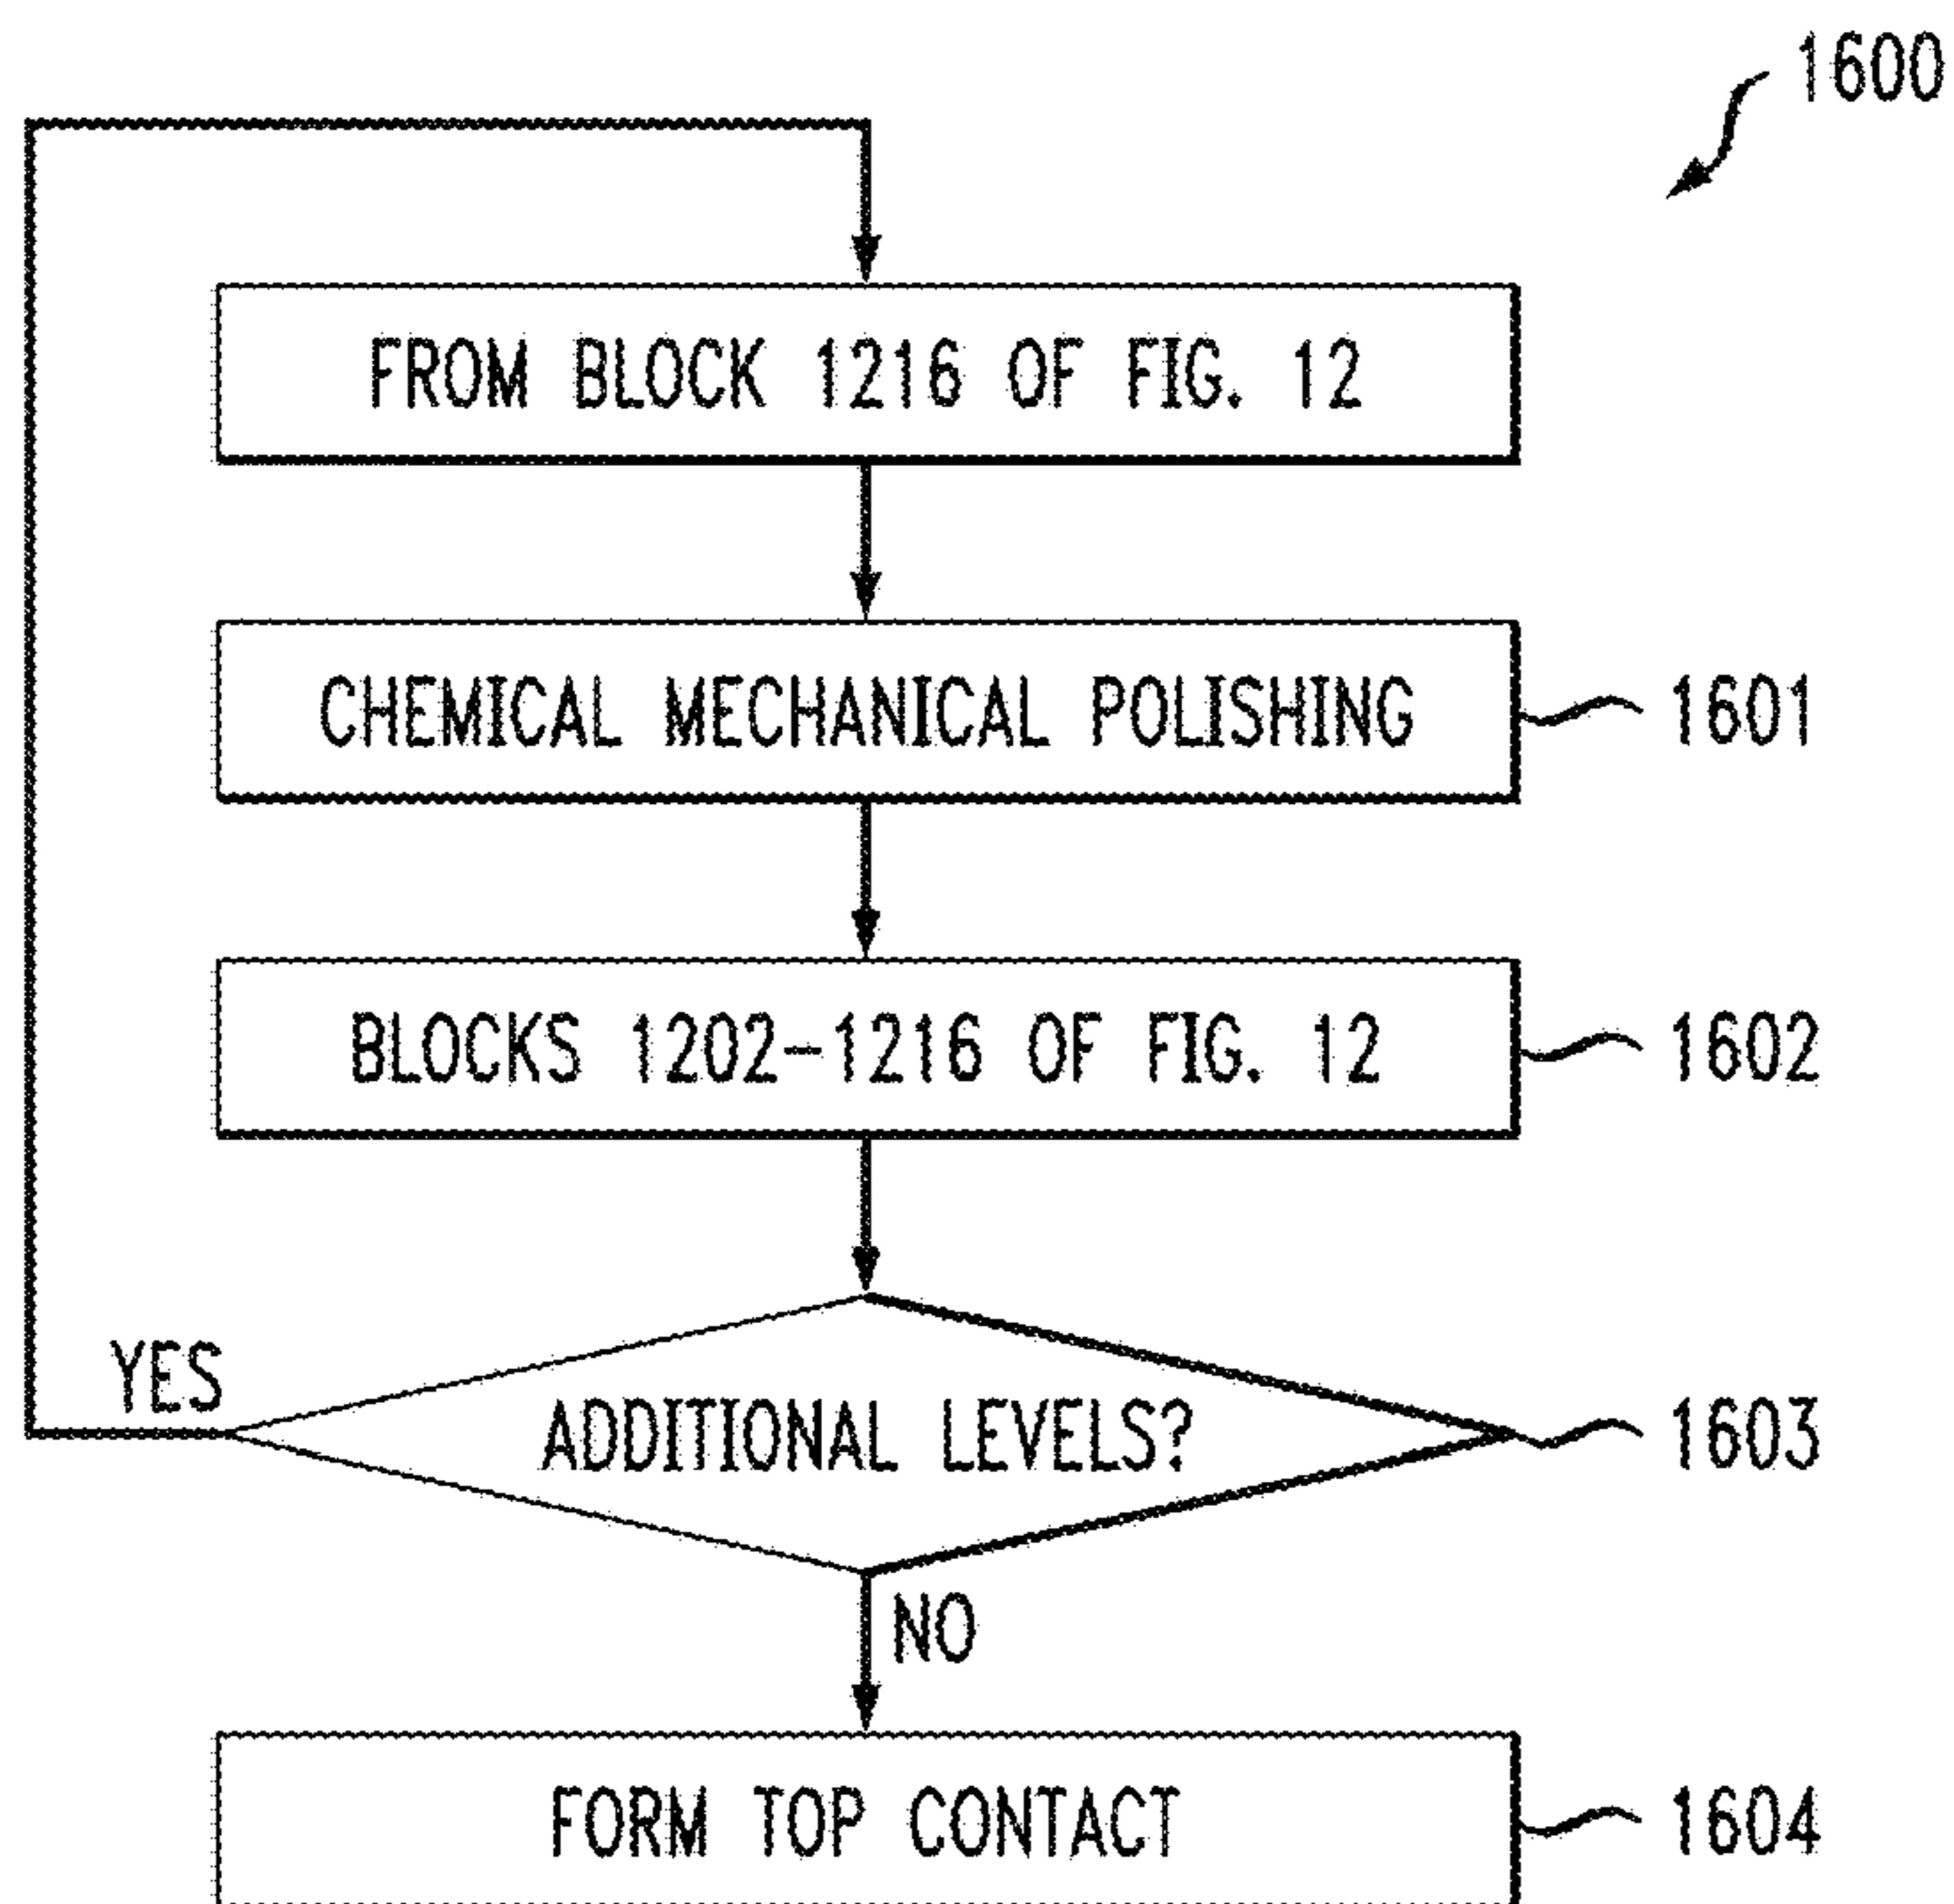 1600
FROM BLOCK 1216 OF FIG. 12
CHEMICAL MECHANICAL POLISHING
1601
BLOCKS 1202-1216 OF FIG. 12
1602
YES
ADDITIONAL LEVELS?
1603
NO
FORM TOP CONTACT
1604